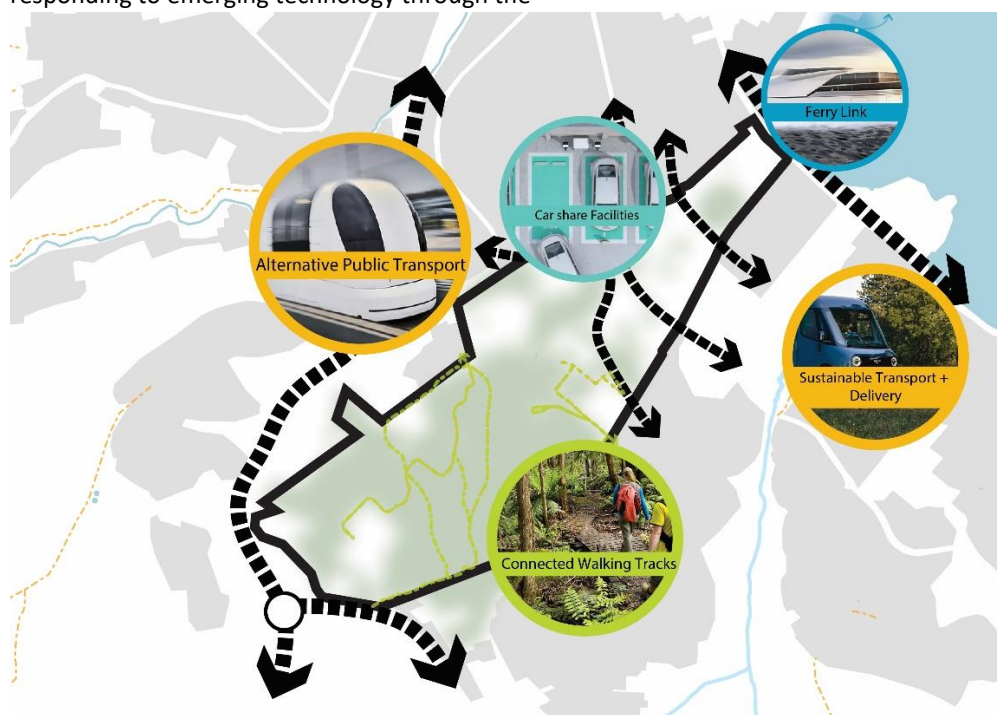 responding to emerging technology through the
Ferry Link
Car share Facilities
Alternative Public Transport
Sustainable Transport +
Delivery
Connected Walking Tracks